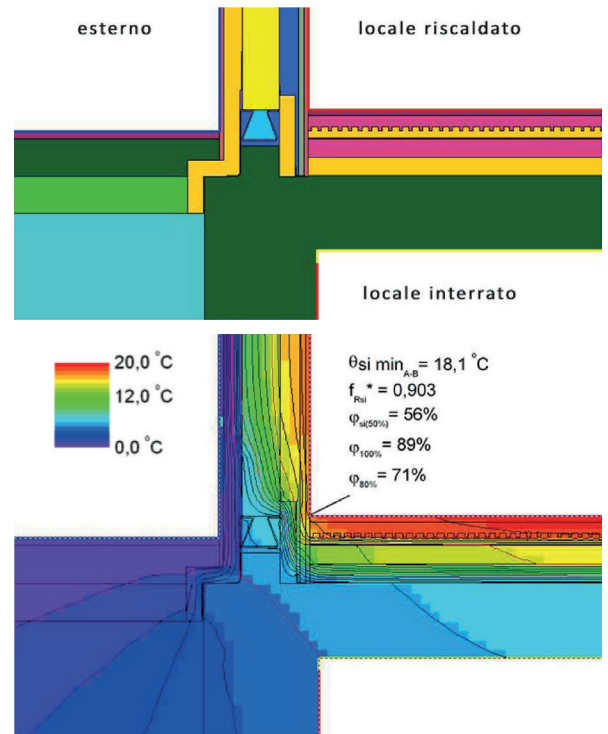 esterno
locale riscaldato
locale interrato
20,0 °C
12,0 °C
0,0 °C
θsi min A-B = 18,1 °C
fRsi* = 0,903
φsi(50%) = 56%
φ100% = 89%
φ80% = 71%